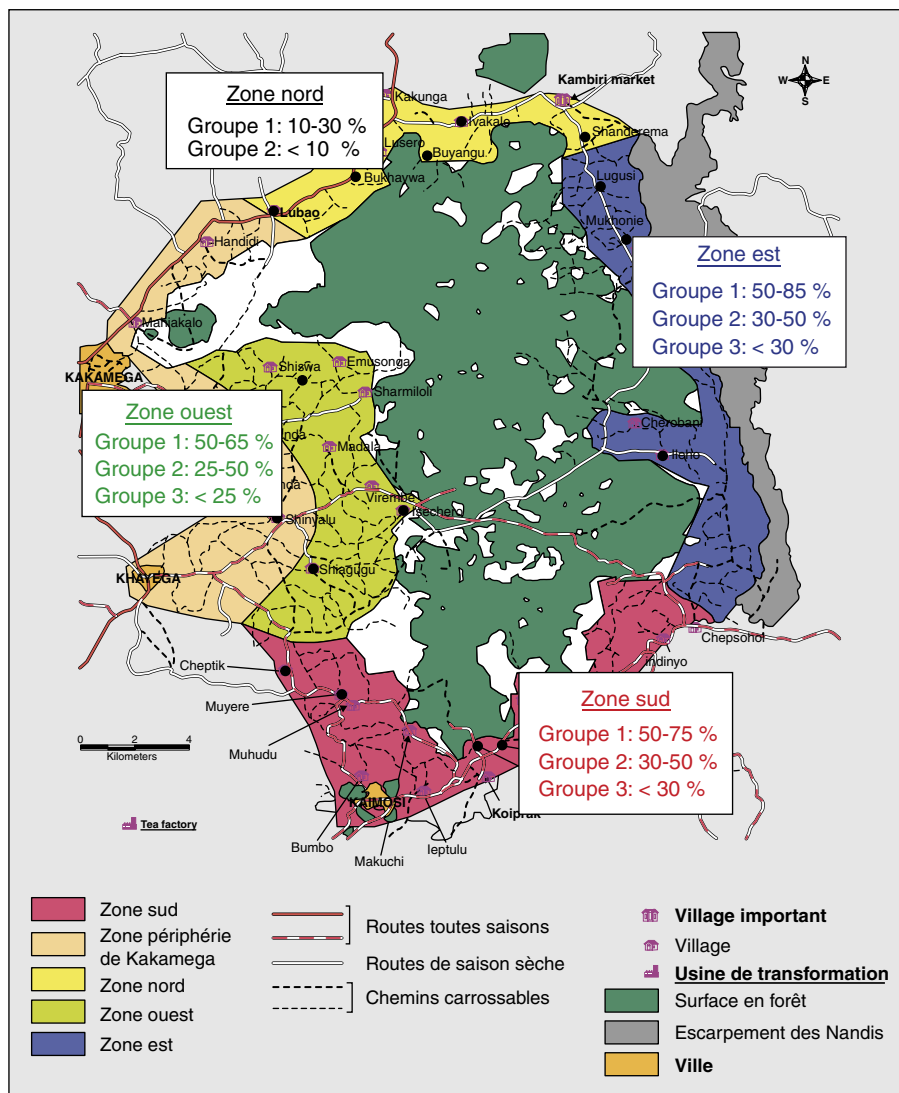 Kambiri market
N
W E
S
Zone nord
Groupe 1: 10-30 %
Groupe 2: < 10 %
Kakunga
Ivakale
Shanderema
Lusero
Buyangu
Bukhaywa
Lugusi
Lubao
Mukhonie
Handidi
Zone est
Groupe 1: 50-85 %
Groupe 2: 30-50 %
Groupe 3: < 30 %
Maniakalo
KAKAMEGA
Shiswa
Emusonga
Sharmiloli
Zone ouest
Groupe 1: 50-65 %
Groupe 2: 25-50 %
Groupe 3: < 25 %
Cherobani
Madala
Ileho
Virembe
Isecheno
Shinyalu
Shiagugu
KHAYEGA
Chepsohoi
Indinyo
Cheptik
Muyere
Muhudu
Zone sud
Groupe 1: 50-75 %
Groupe 2: 30-50 %
Groupe 3: < 30 %
0 2 4
Kilometers
KAIMOSI
Koiprak
Tea factory
Bumbo
Makuchi
Ieptulu
Zone sud
Zone périphérie
de Kakamega
Zone nord
Zone ouest
Zone est
Routes toutes saisons
Routes de saison sèche
Chemins carrossables
Village important
Village
Usine de transformation
Surface en forêt
Escarpement des Nandis
Ville